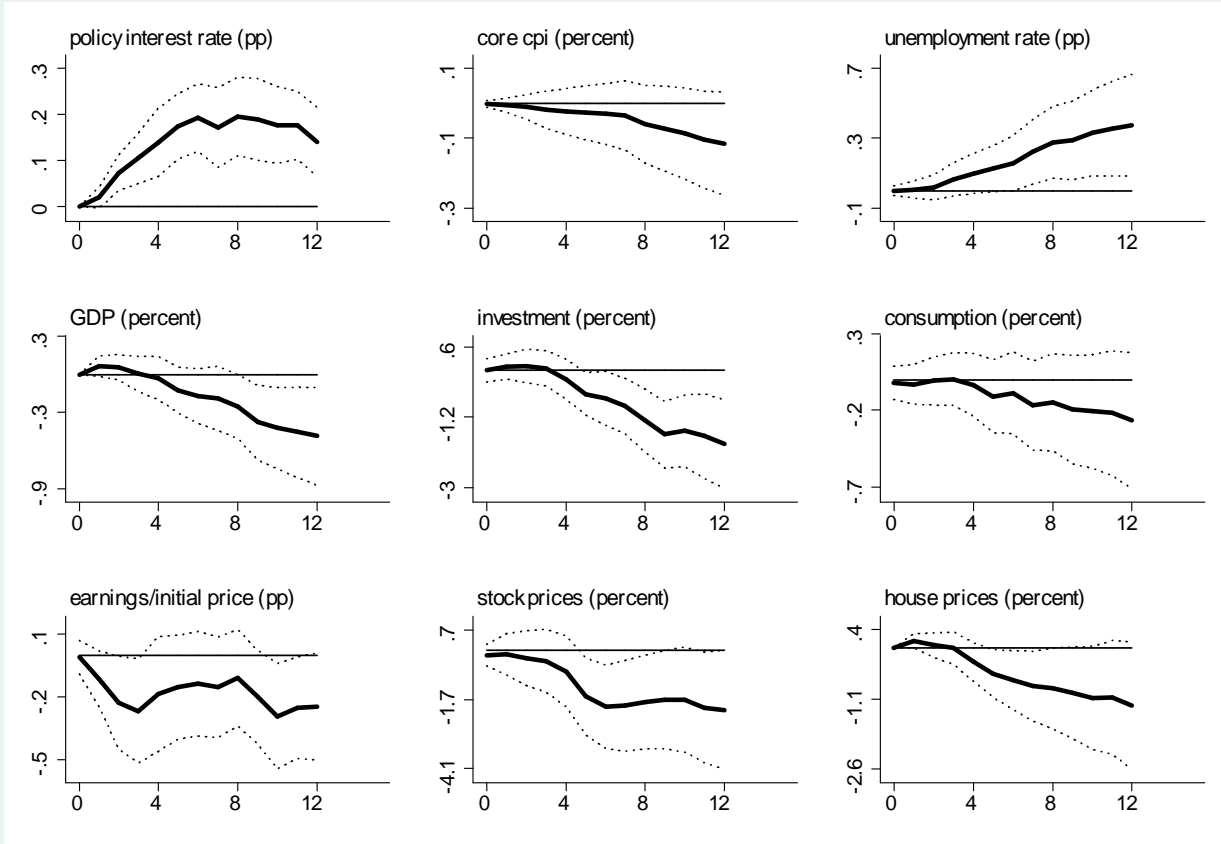 policy interest rate (pp)
core cpi (percent)
unemployment rate (pp)
.3
.2
.1
0
0 4 8 12
.1
-.1
-.3
0 4 8 12
.7
.3
-.1
0 4 8 12
GDP (percent)
investment (percent)
consumption (percent)
.3
-.3
-.9
0 4 8 12
.6
-1.2
-3
0 4 8 12
.3
-.2
-.7
0 4 8 12
earnings/initial price (pp)
stock prices (percent)
house prices (percent)
.1
-.2
-.5
0 4 8 12
.7
-1.7
-4.1
0 4 8 12
.4
-1.1
-2.6
0 4 8 12